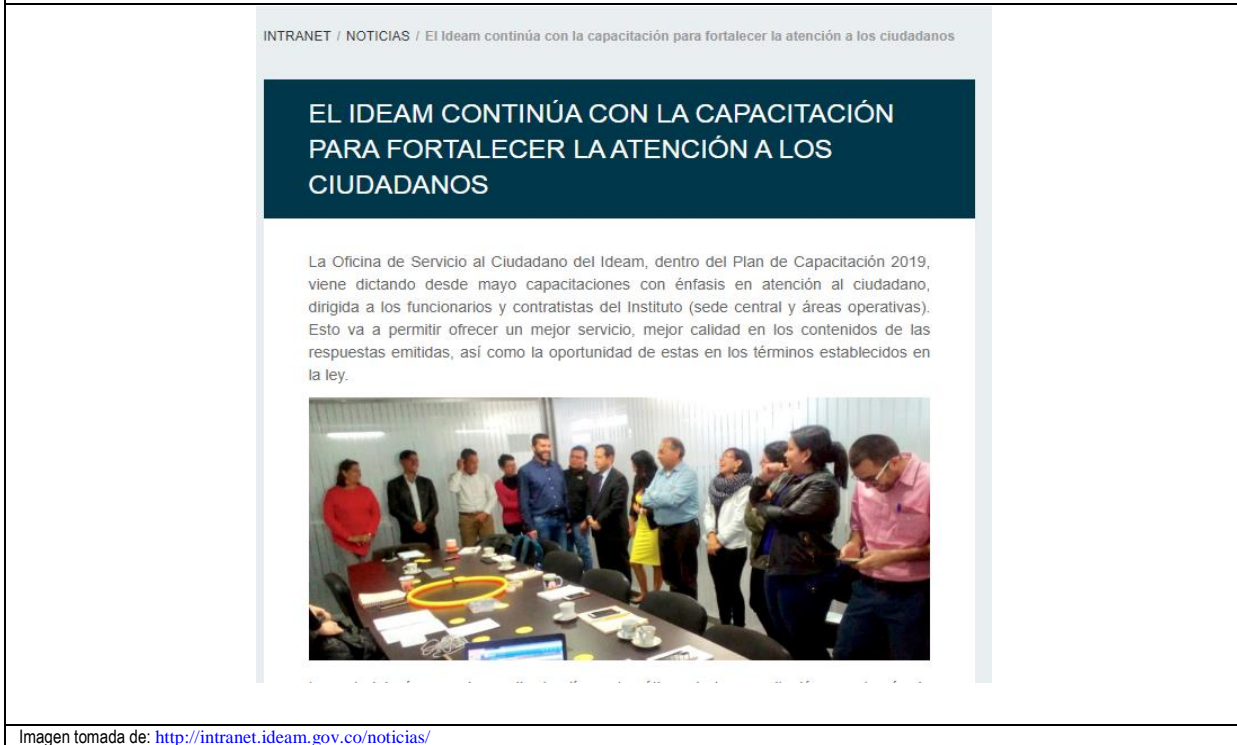 INTRANET / NOTICIAS / El Ideam continúa con la capacitación para fortalecer la atención a los ciudadanos
EL IDEAM CONTINÚA CON LA CAPACITACIÓN
PARA FORTALECER LA ATENCIÓN A LOS
CIUDADANOS
La Oficina de Servicio al Ciudadano del Ideam, dentro del Plan de Capacitación 2019,
viene dictando desde mayo capacitaciones con énfasis en atención al ciudadano,
dirigida a los funcionarios y contratistas del Instituto (sede central y áreas operativas).
Esto va a permitir ofrecer un mejor servicio, mejor calidad en los contenidos de las
respuestas emitidas, así como la oportunidad de estas en los términos establecidos en
la ley.
Imagen tomada de: http://intranet.ideam.gov.co/noticias/